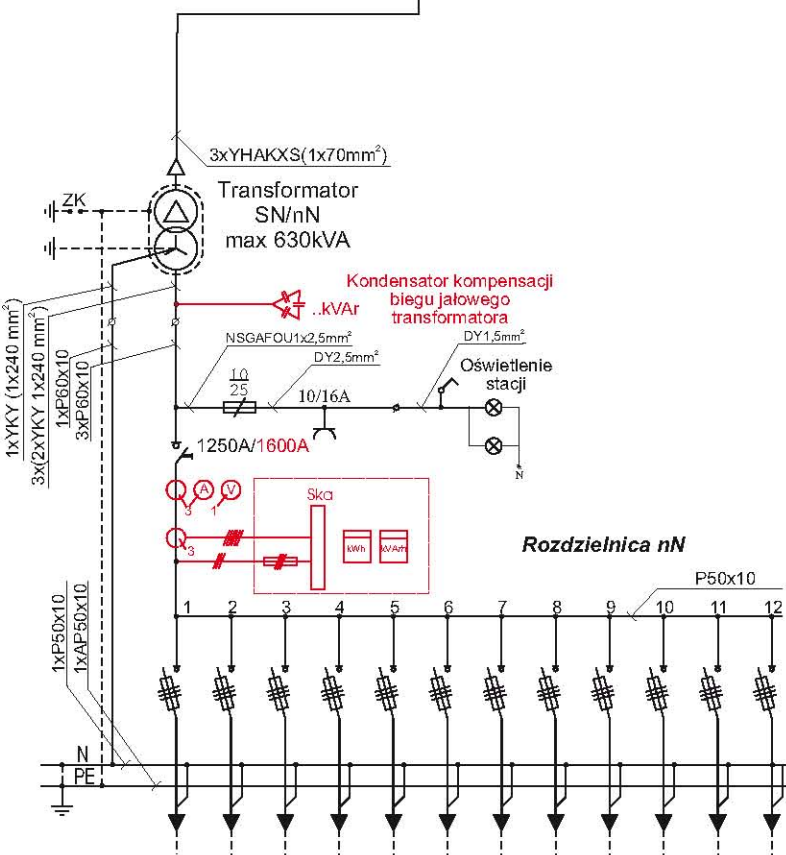 3xYHAKXS(1x70mm²)
ZK
Transformator
SN/nN
max 630kVA
Kondensator kompensacji
biegu jałowego
transformatora
..kVAr
1xYKY (1x240 mm²)
3x(2xYKY 1x240 mm²)
1xP60x10
3xP60x10
NSGAFOU1x2,5mm²
DY2,5mm²
DY1,5mm²
Oświetlenie
stacji
10
25
10/16A
N
1250A/1600A
A
V
3
1
Ska
3
kWh
kVArh
Rozdzielnica nN
P50x10
1 2 3 4 5 6 7 8 9 10 11 12
1xP50x10
1xAP50x10
N
PE